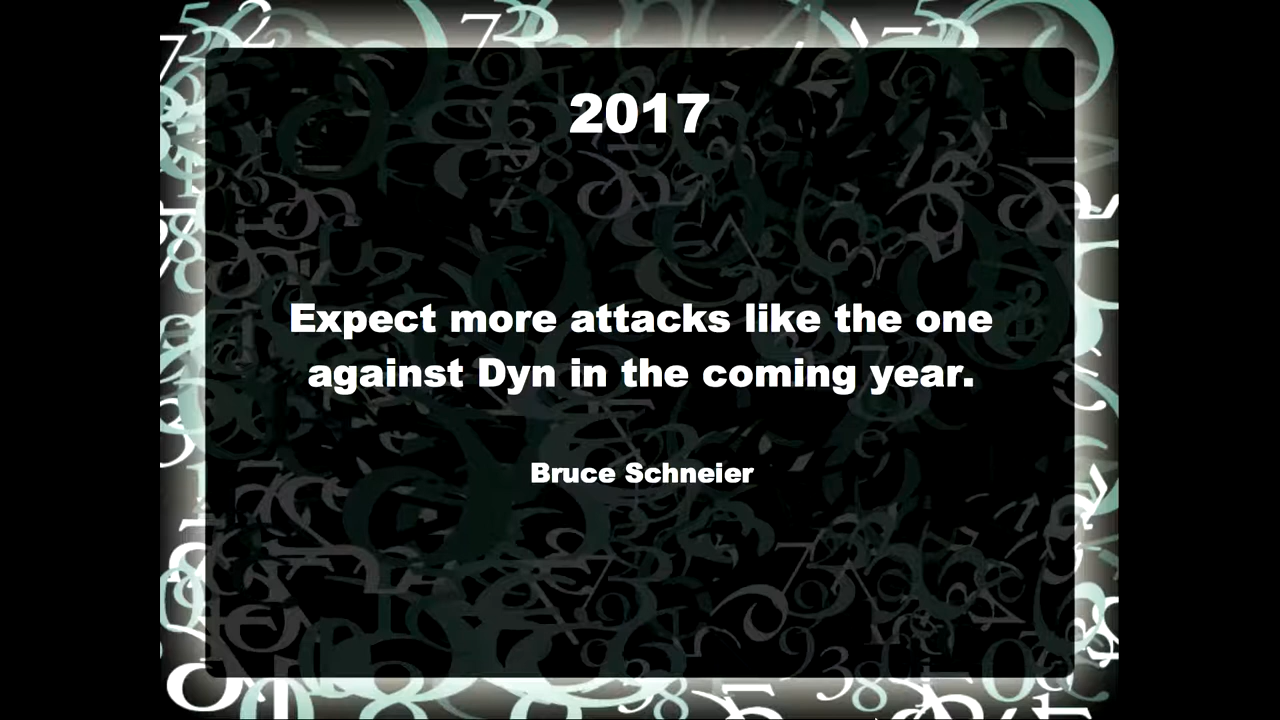 2017
Expect more attacks like the one
against Dyn in the coming year.
Bruce Schneier